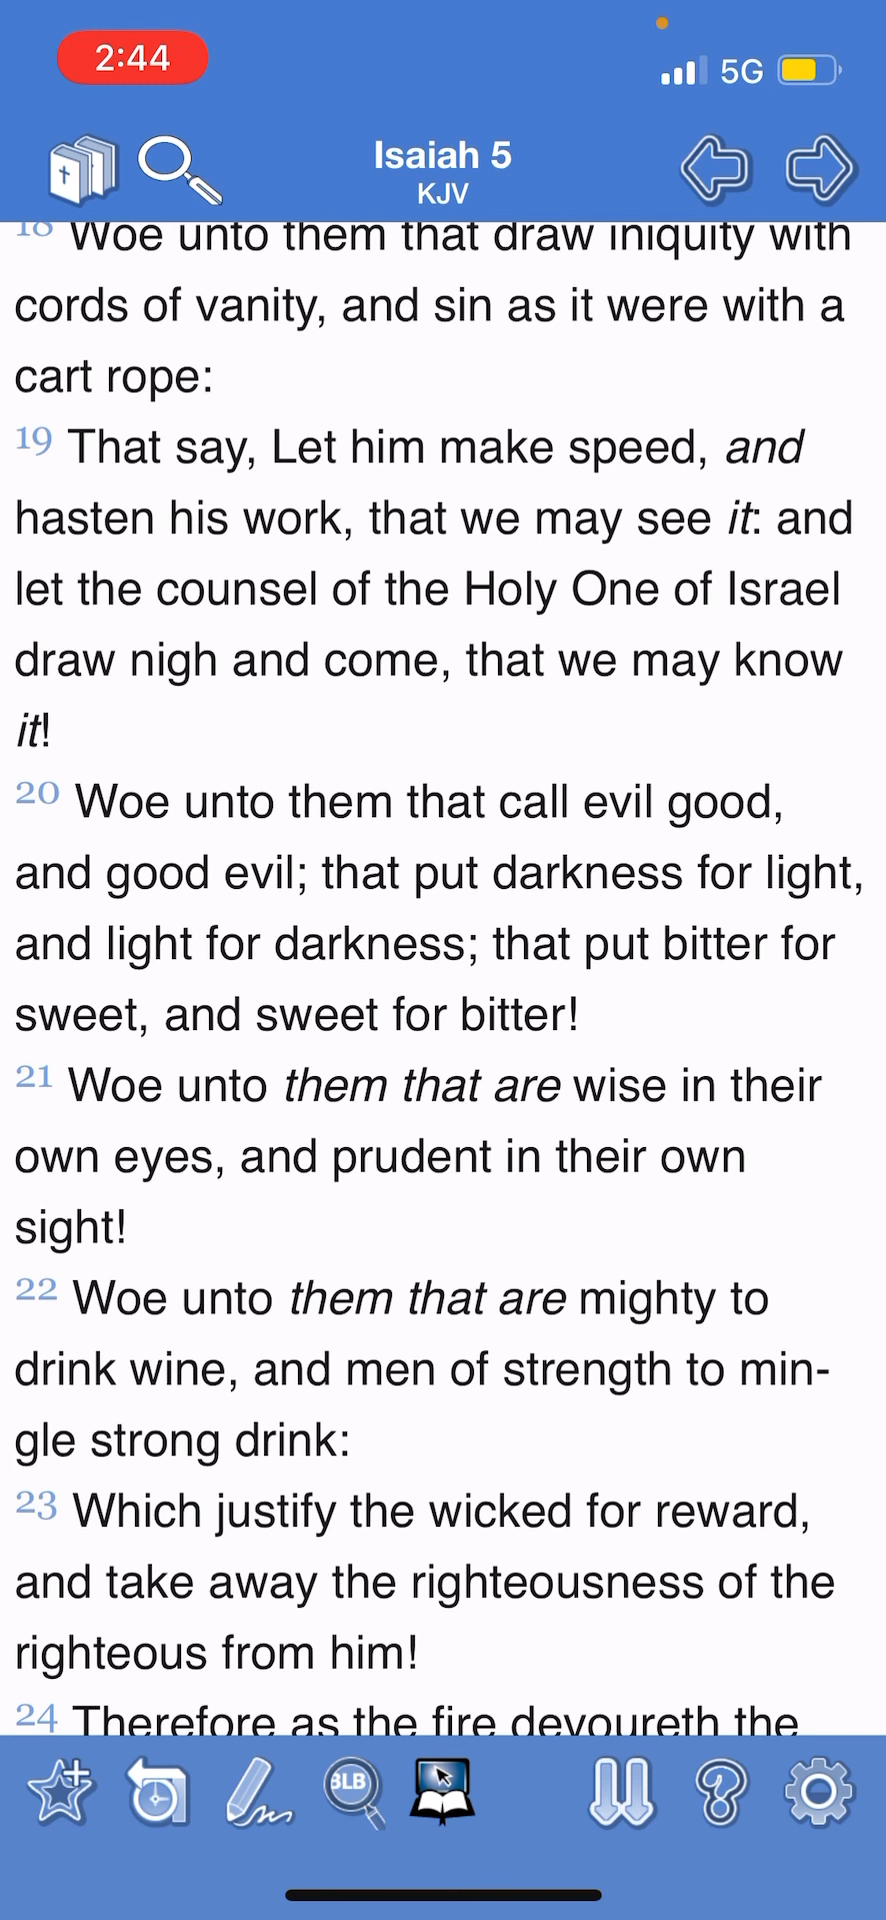 2:44
5G
Isaiah 5
KJV
18 Woe unto them that draw iniquity with
cords of vanity, and sin as it were with a
cart rope:
19 That say, Let him make speed, and
hasten his work, that we may see it: and
let the counsel of the Holy One of Israel
draw nigh and come, that we may know
it!
20 Woe unto them that call evil good,
and good evil; that put darkness for light,
and light for darkness; that put bitter for
sweet, and sweet for bitter!
21 Woe unto them that are wise in their
own eyes, and prudent in their own
sight!
22 Woe unto them that are mighty to
drink wine, and men of strength to min-
gle strong drink:
23 Which justify the wicked for reward,
and take away the righteousness of the
righteous from him!
24 Therefore as the fire devoureth the
BLB